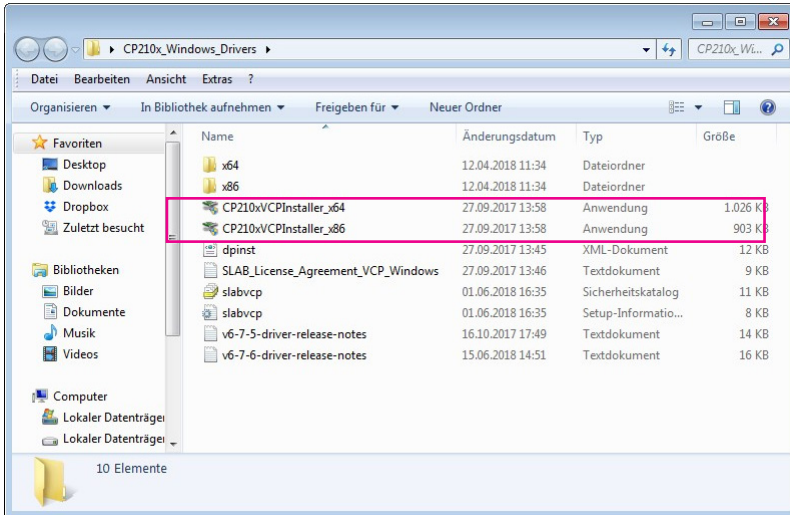 CP210x_Windows_Drivers
CP210x_Wi...
Datei Bearbeiten Ansicht Extras ?
Organisieren In Bibliothek aufnehmen Freigeben für Neuer Ordner
Favoriten
Desktop
Downloads
Dropbox
Zuletzt besucht
Bibliotheken
Bilder
Dokumente
Musik
Videos
Computer
Lokaler Datenträger
Lokaler Datenträger
Name Änderungsdatum Typ Größe
x64 12.04.2018 11:34 Dateiordner
x86 12.04.2018 11:34 Dateiordner
CP210xVCPInstaller_x64 27.09.2017 13:58 Anwendung 1.026 KB
CP210xVCPInstaller_x86 27.09.2017 13:58 Anwendung 903 KB
dpinst 27.09.2017 13:45 XML-Dokument 12 KB
SLAB_License_Agreement_VCP_Windows 27.09.2017 13:46 Textdokument 9 KB
slabvcp 01.06.2018 16:35 Sicherheitskatalog 11 KB
slabvcp 01.06.2018 16:35 Setup-Informatio... 8 KB
v6-7-5-driver-release-notes 16.10.2017 17:49 Textdokument 14 KB
v6-7-6-driver-release-notes 15.06.2018 14:51 Textdokument 16 KB
10 Elemente